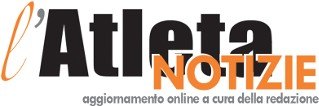 l'Atleta
NOTIZIE
aggiornamento online a cura della redazione